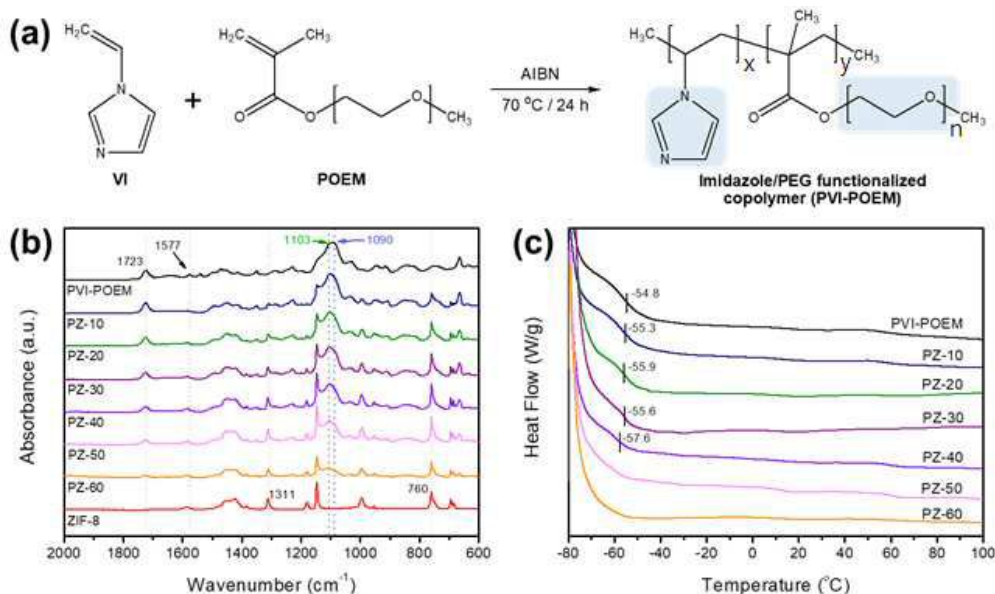 (a)
H₂C
N
N
VI
+
H₂C
CH₃
O
O
O
CH₃
POEM
AIBN
70 °C / 24 h
H₃C
CH₃
x
y
CH₃
N
N
O
O
O
CH₃
n
Imidazole/PEG functionalized
copolymer (PVI-POEM)
(b)
1103
1090
1723
1577
PVI-POEM
PZ-10
PZ-20
PZ-30
PZ-40
PZ-50
PZ-60
ZIF-8
1311
760
Absorbance (a.u.)
2000 1800 1600 1400 1200 1000 800 600
Wavenumber (cm⁻¹)
(c)
-54.8
PVI-POEM
-55.3
PZ-10
-55.9
PZ-20
-55.6
PZ-30
-57.6
PZ-40
PZ-50
PZ-60
Heat Flow (W/g)
-80 -60 -40 -20 0 20 40 60 80 100
Temperature (°C)